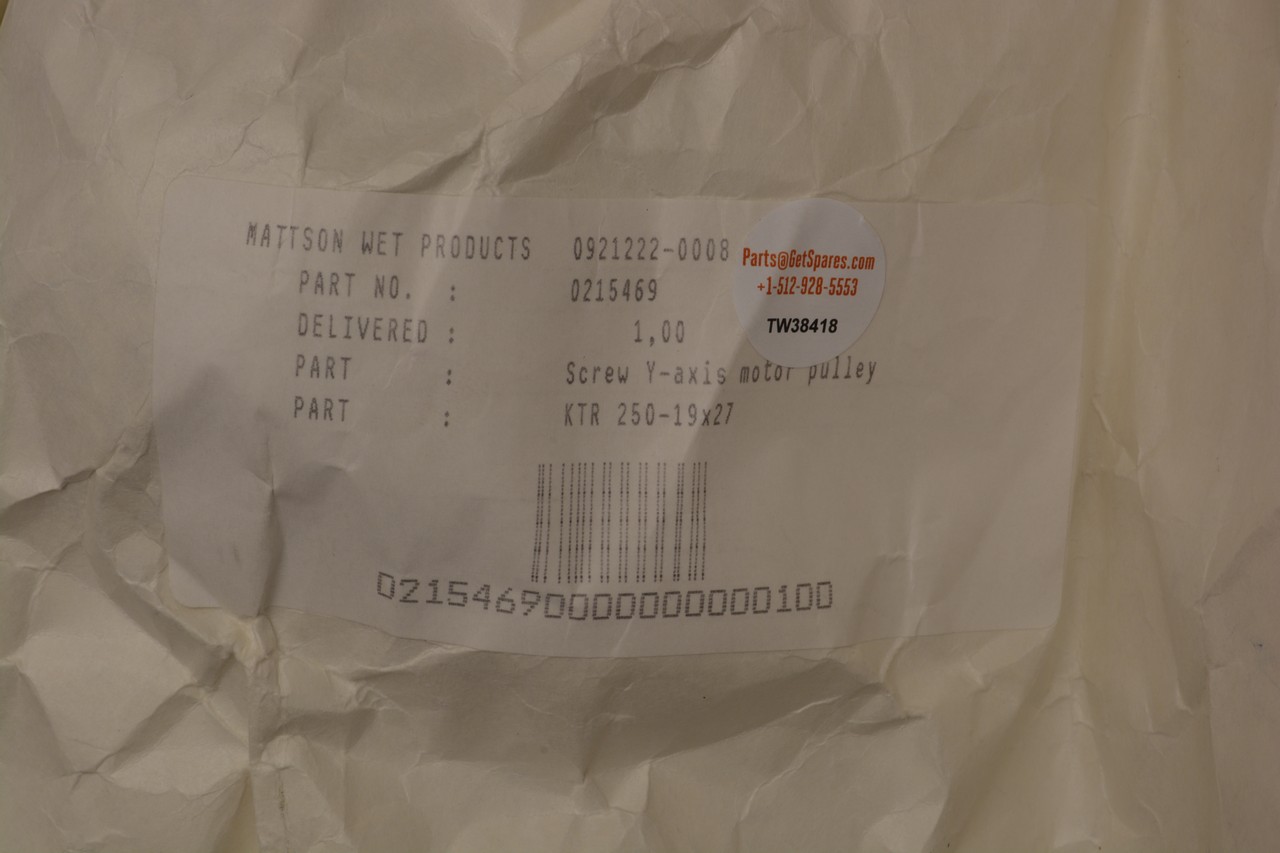 MATTSON WET PRODUCTS 0921222-0008
PART NO. : 0215469
DELIVERED : 1,00
PART : Screw Y-axis motor pulley
PART : KTR 250-19x27
021546900000000000100
Parts@GetSpares.com
+1-512-928-5553
TW38418